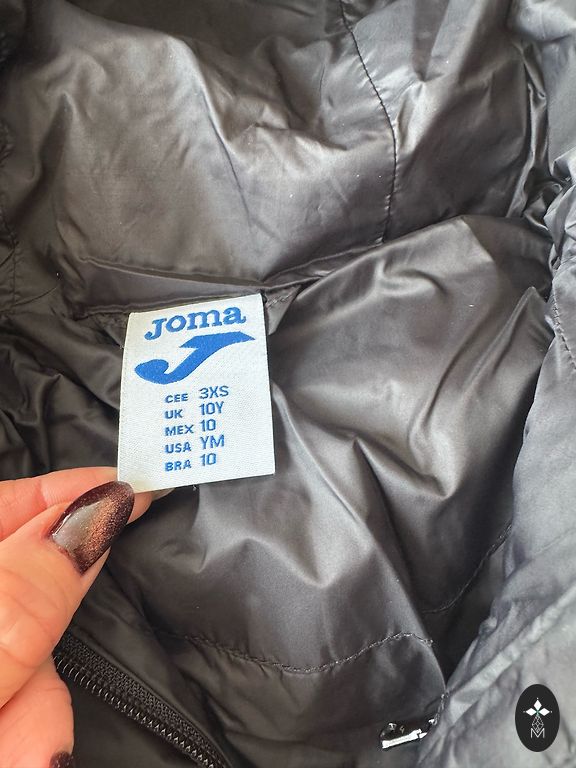 Joma
CEE 3XS
UK 10Y
MEX 10
USA YM
BRA 10
M